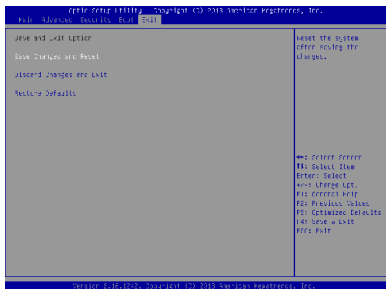 Aptio Setup Utility - Copyright (C) 2013 American Megatrends, Inc.
Main Advanced Security Boot Exit
Save and Exit Option
Save Changes and Reset
Discard Changes and Exit
Restore Defaults
Reset the system
after saving the
changes.
→←: Select Screen
↑↓: Select Item
Enter: Select
+/-: Change Opt.
F1: General Help
F2: Previous Values
F3: Optimized Defaults
F4: Save & Exit
ESC: Exit
Version 2.16.1242. Copyright (C) 2013 American Megatrends, Inc.